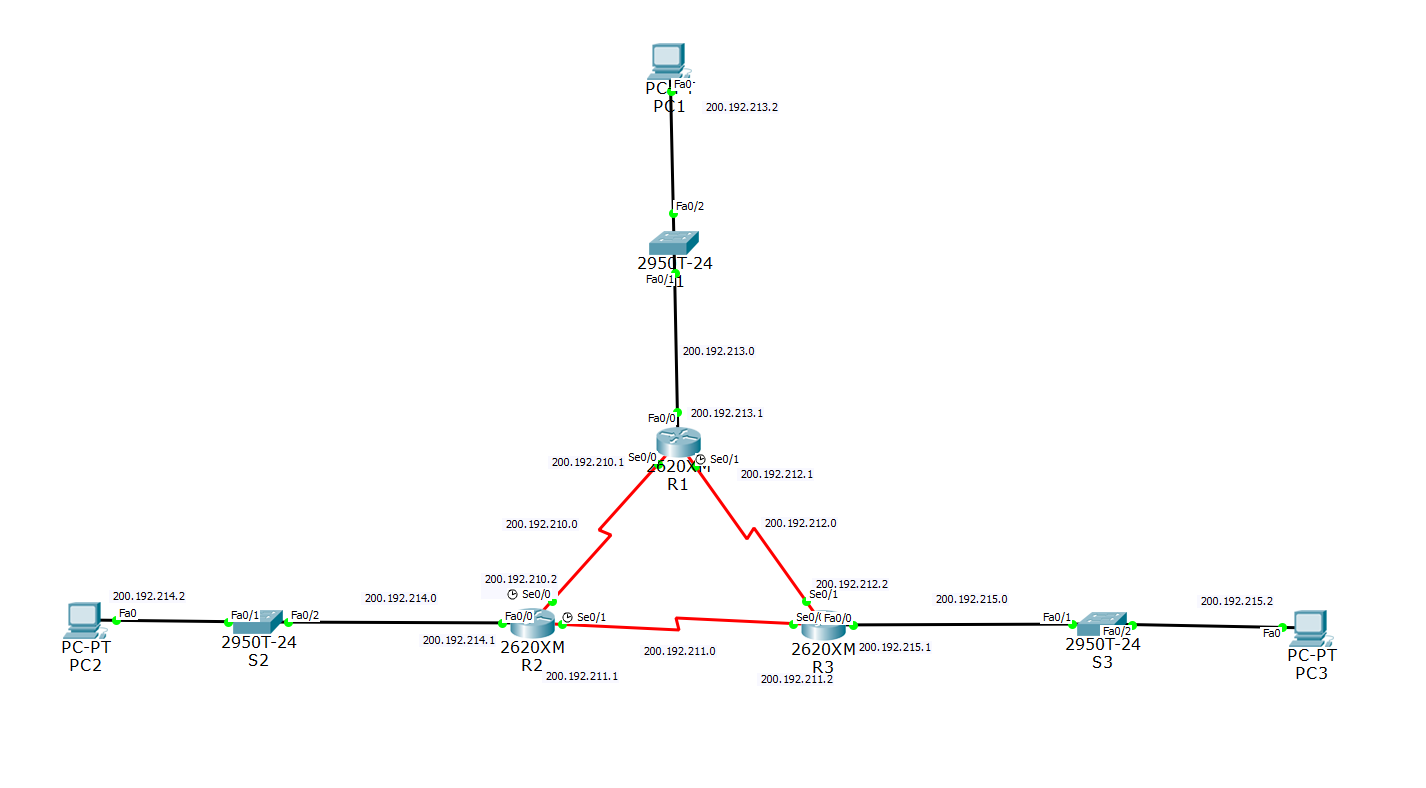 Fa0
PC-PT
PC1
200.192.213.2
Fa0/2
2950T-24
Fa0/1
200.192.213.0
200.192.213.1
Fa0/0
200.192.210.1
Se0/0
Se0/1
2620XM
200.192.212.1
R1
200.192.210.0
200.192.212.0
200.192.210.2
200.192.212.2
Se0/0
Se0/1
200.192.214.2
200.192.214.0
200.192.215.0
200.192.215.2
Fa0
Fa0/1
Fa0/2
Fa0/0
Se0/1
Fa0/0
Fa0/1
Fa0/2
Fa0
PC-PT
PC2
2950T-24
S2
200.192.214.1
2620XM
R2
200.192.211.0
200.192.211.1
2620XM
R3
200.192.215.1
200.192.211.2
2950T-24
S3
PC-PT
PC3